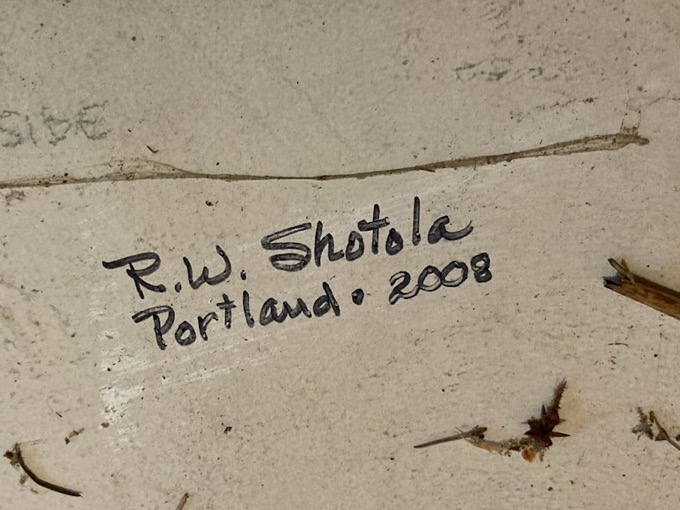 SIDE
R.W. Shotola
Portland • 2008